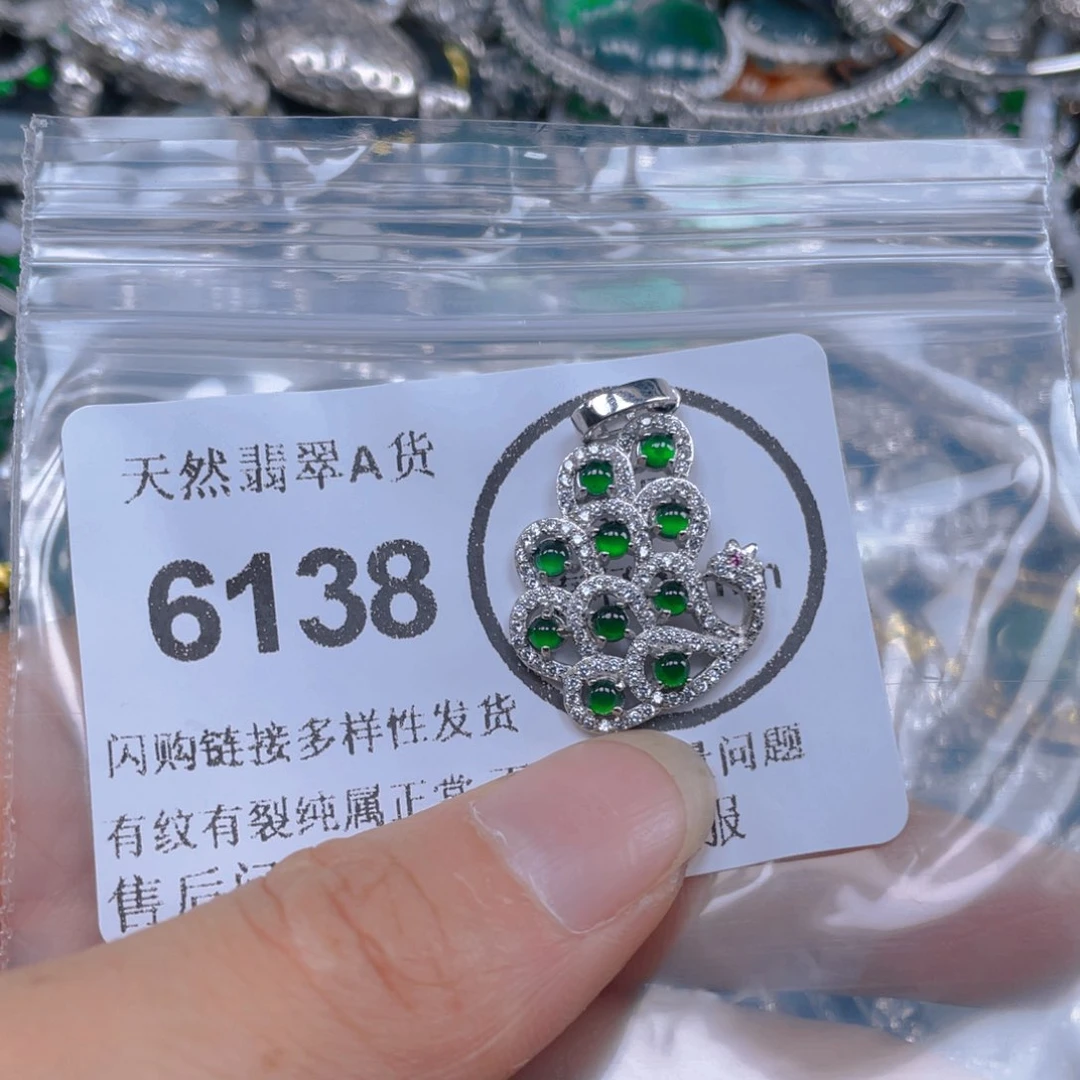 天然翡翠A货
6138
闪购链接多样性发货
有纹有裂纯属正常 问题
售后 报